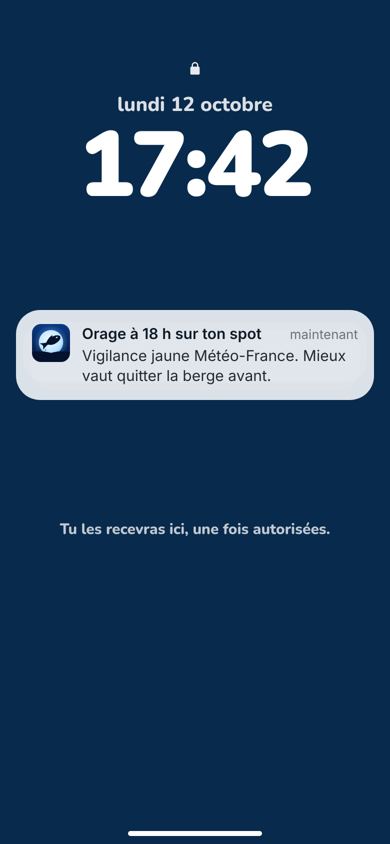 lundi 12 octobre
17:42
Orage à 18 h sur ton spot
maintenant
Vigilance jaune Météo-France. Mieux
vaut quitter la berge avant.
Tu les recevras ici, une fois autorisées.